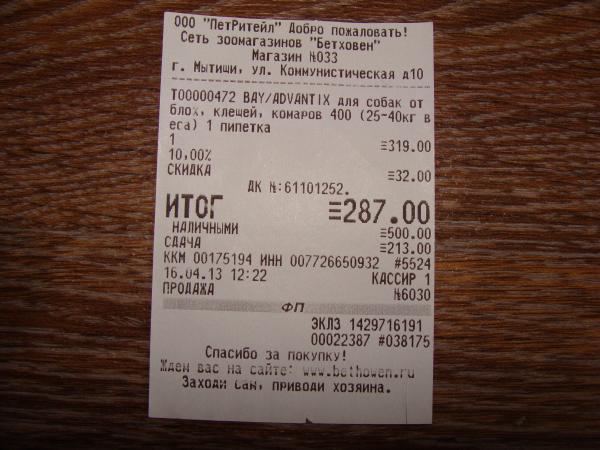 ООО "ПетРитейл" Добро пожаловать!
Сеть зоомагазинов "Бетховен"
Магазин №033
г. Мытищи, ул. Коммунистическая д10
Т00000472 BAY/ADVANTIX для собак от
блох, клещей, комаров 400 (25-40кг в
еса) 1 пипетка
1 ≡319.00
10,00%
СКИДКА ≡32.00
ДК №:61101252.
ИТОГ ≡287.00
НАЛИЧНЫМИ ≡500.00
СДАЧА ≡213.00
ККМ 00175194 ИНН 007726650932 #5524
16.04.13 12:22 КАССИР 1
ПРОДАЖА №6030
ФП
ЭКЛЗ 1429716191
00022387 #038175
Спасибо за покупку!
Ждем вас на сайте: www.bethowen.ru
Заходи сам, приводи хозяина.